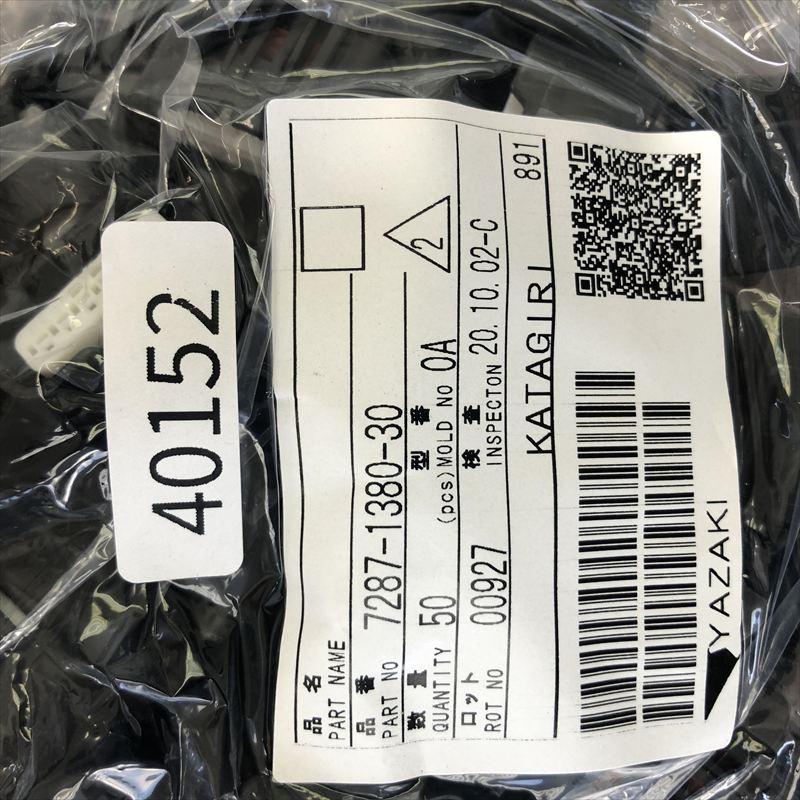 40152
2
891
品名
PART NAME
品番
PART NO 7287-1380-30
数量 型番
QUANTITY 50 (pcs) MOLD NO 0A
ロット 検査
ROT NO 00927 INSPECTON 20.10.02-C
KATAGIRI
YAZAKI